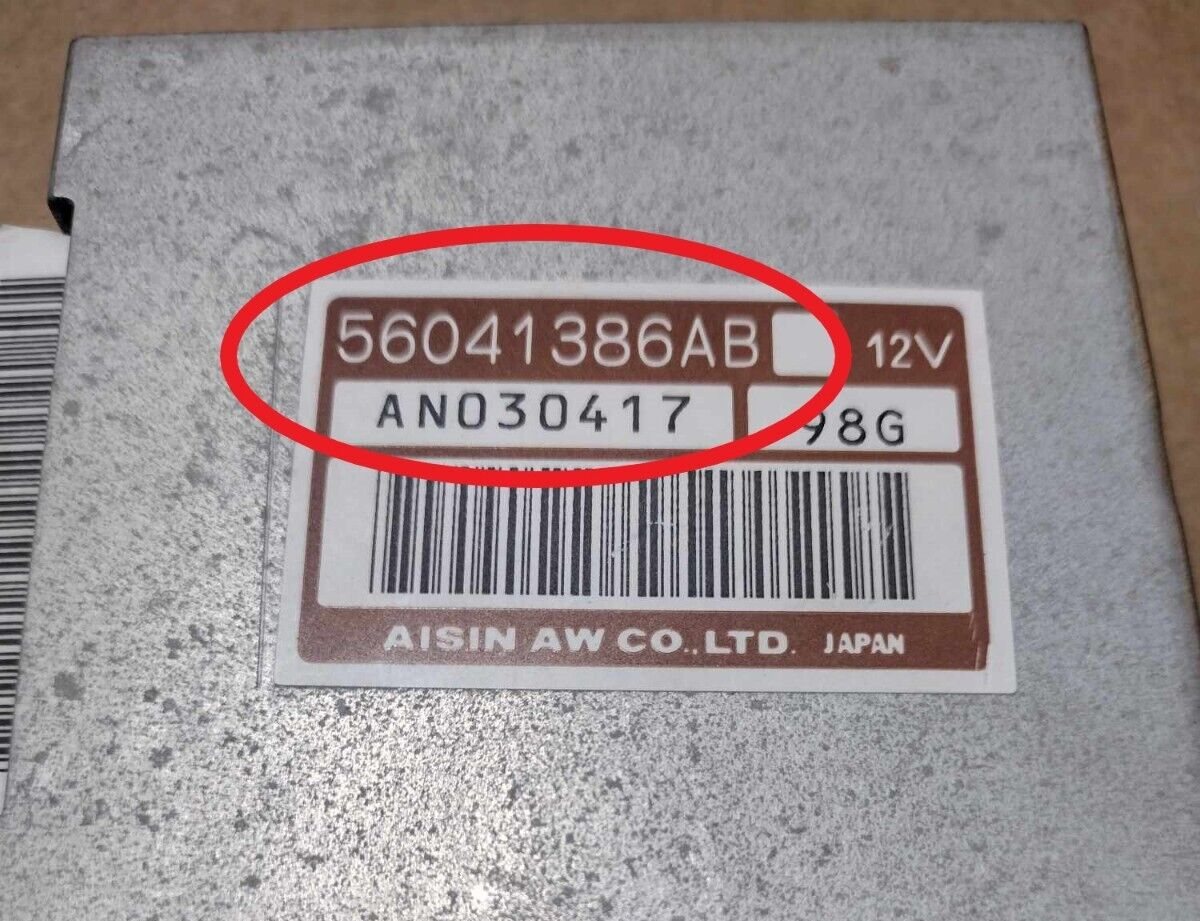 56041386AB 12V
AN030417 98G
AISIN AW CO.,LTD. JAPAN